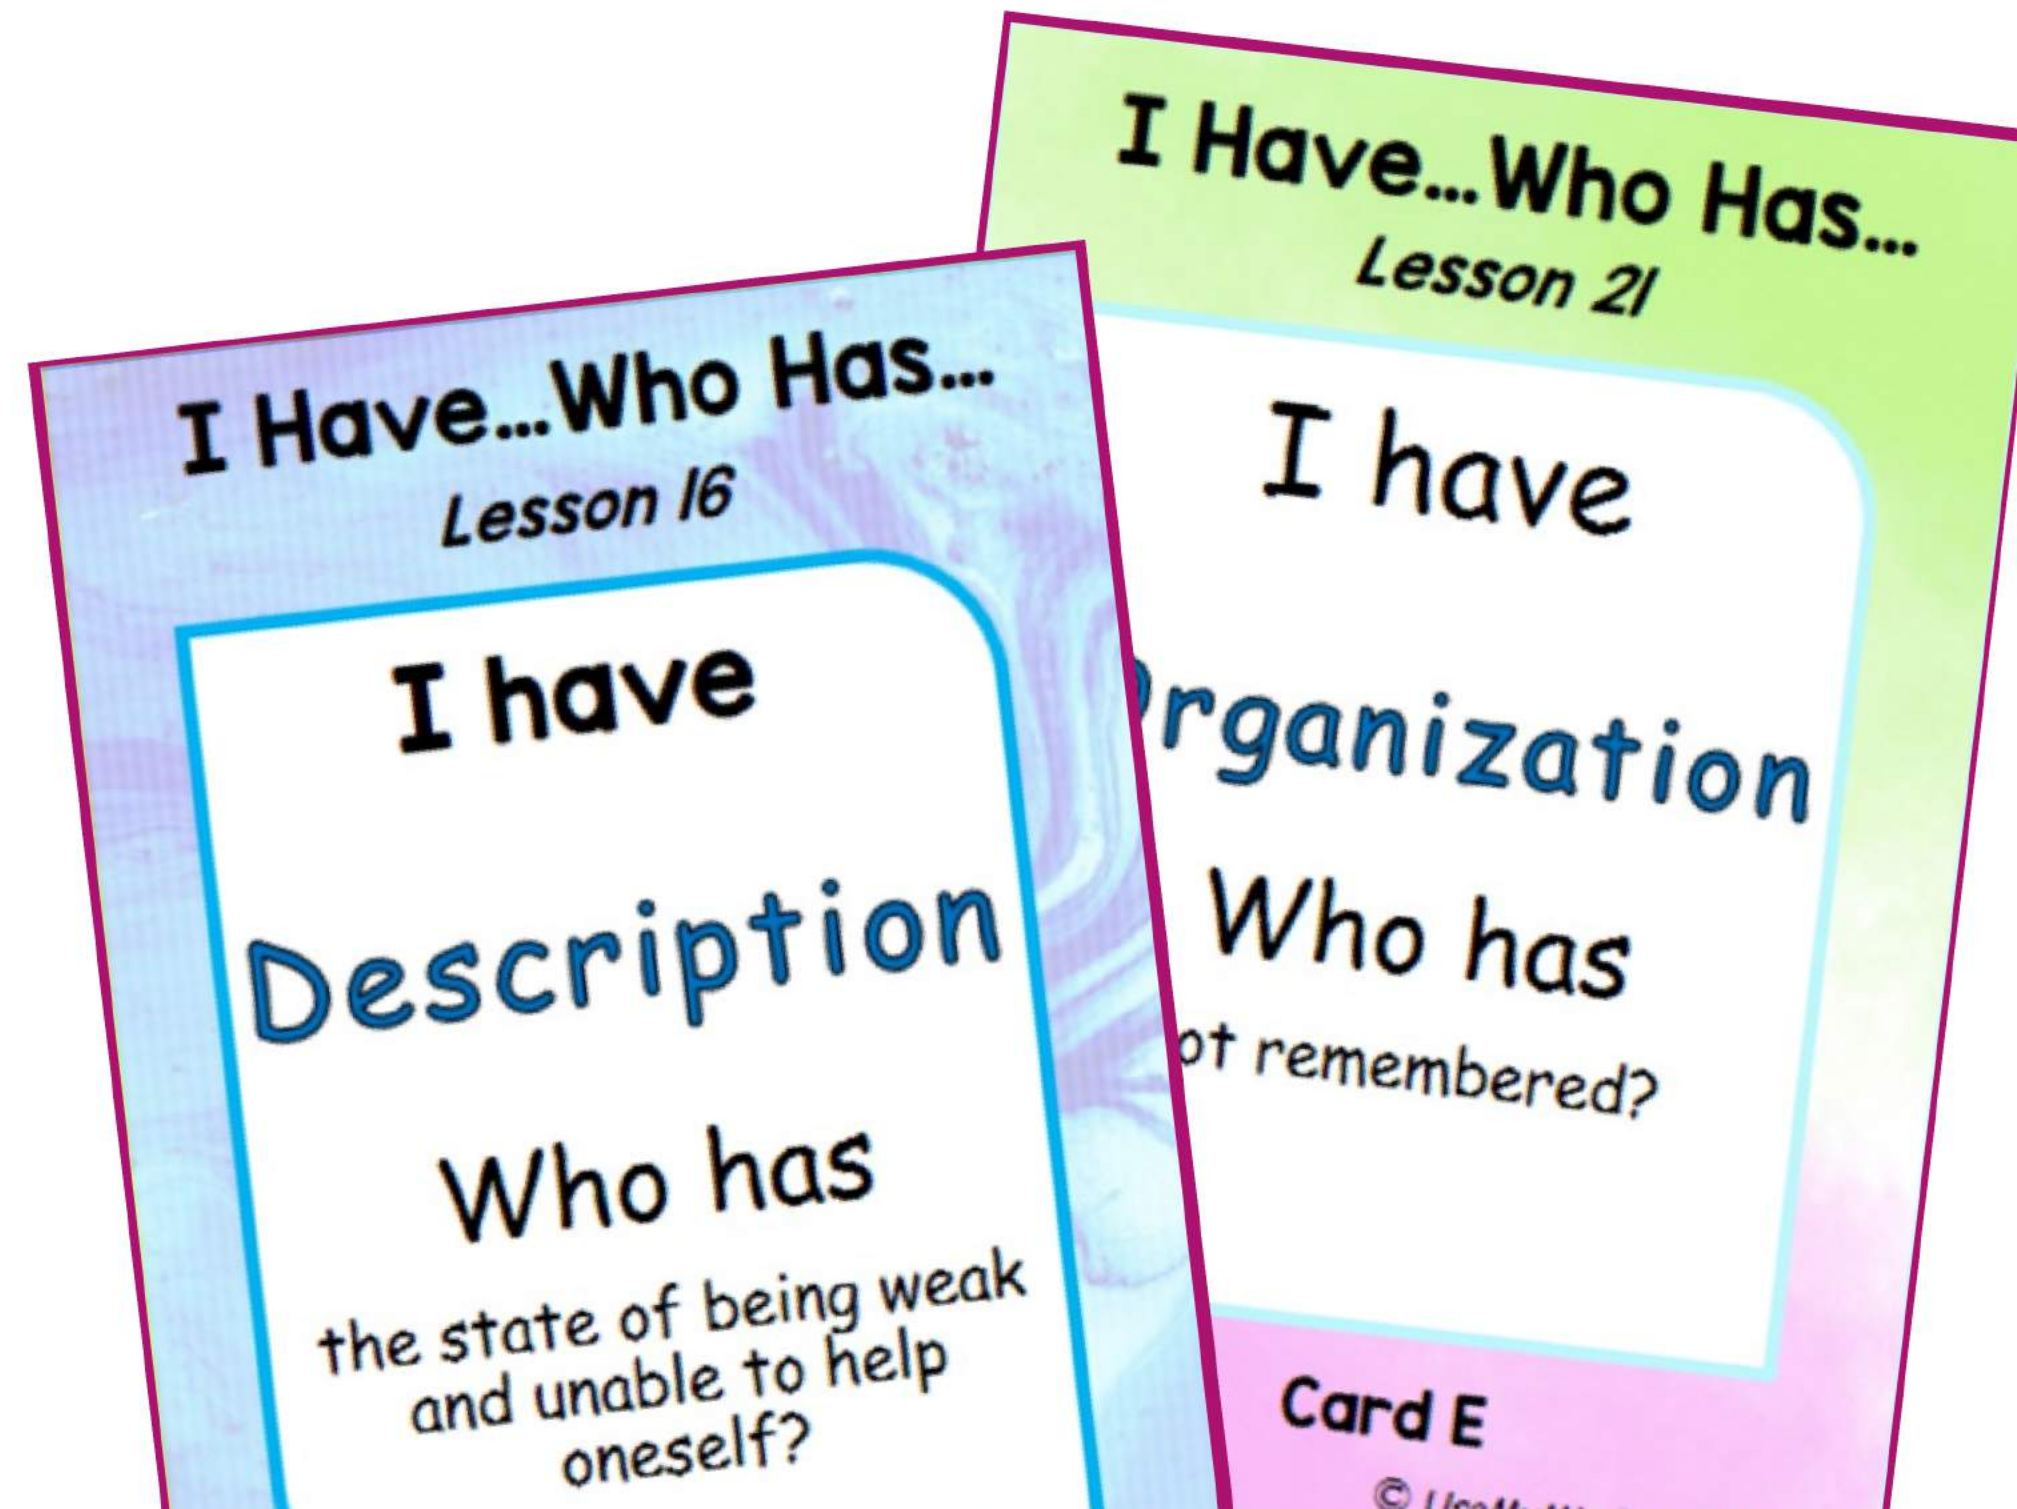 I Have...Who Has...
Lesson 16
I have
Description
Who has
the state of being weak
and unable to help
oneself?
I Have...Who Has...
Lesson 21
I have
Organization
Who has
ot remembered?
Card E
©